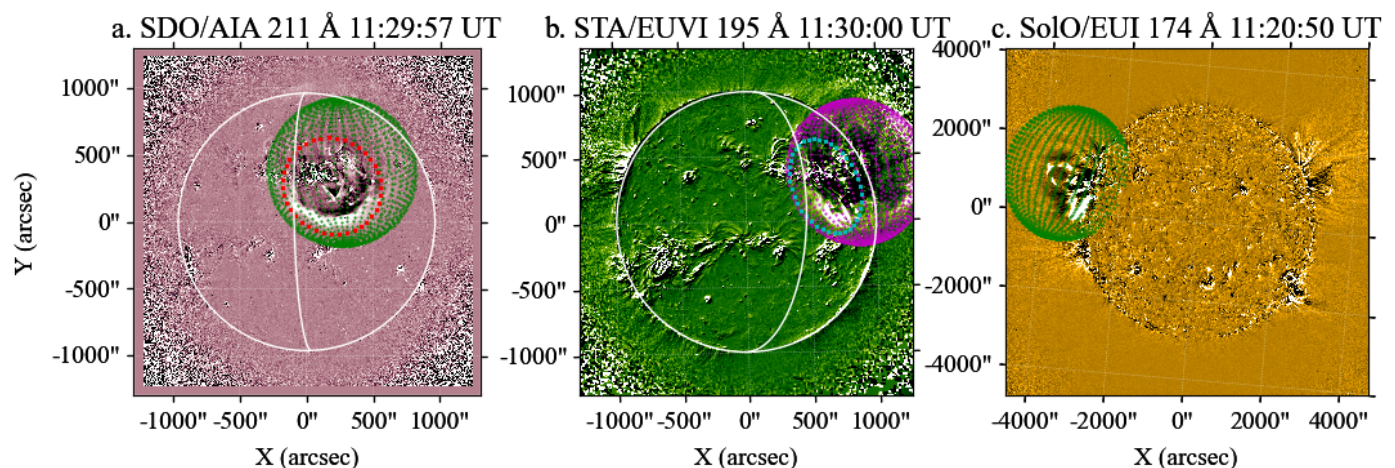 a. SDO/AIA 211 Å 11:29:57 UT
b. STA/EUVI 195 Å 11:30:00 UT
c. SolO/EUI 174 Å 11:20:50 UT
Y (arcsec)
1000"
500"
0"
-500"
-1000"
-1000" -500" 0" 500" 1000"
X (arcsec)
1000"
500"
0"
-500"
-1000"
-1000" -500" 0" 500" 1000"
X (arcsec)
4000"
2000"
0"
-2000"
-4000"
-4000" -2000" 0" 2000" 4000"
X (arcsec)